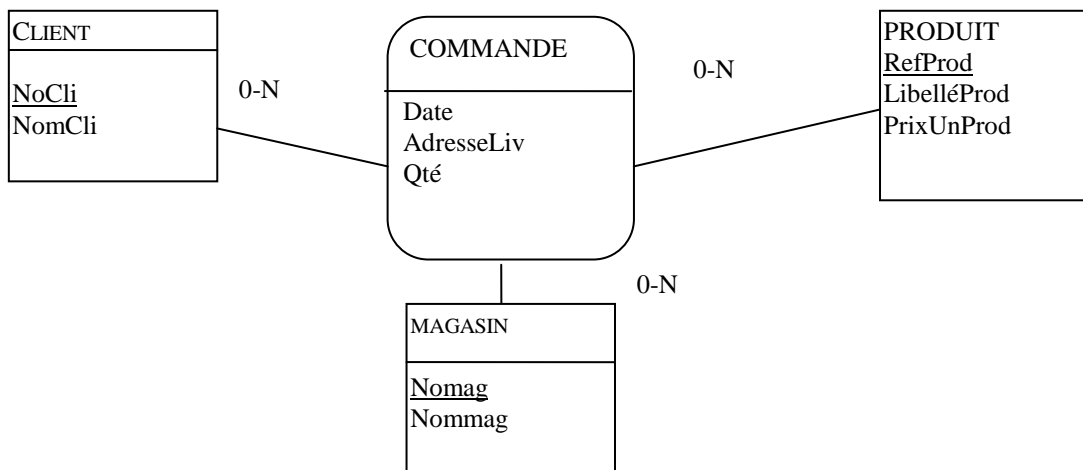 CLIENT
NoCli
NomCli
0-N
COMMANDE
Date
AdresseLiv
Qté
0-N
PRODUIT
RefProd
LibelléProd
PrixUnProd
0-N
MAGASIN
Nomag
Nommag